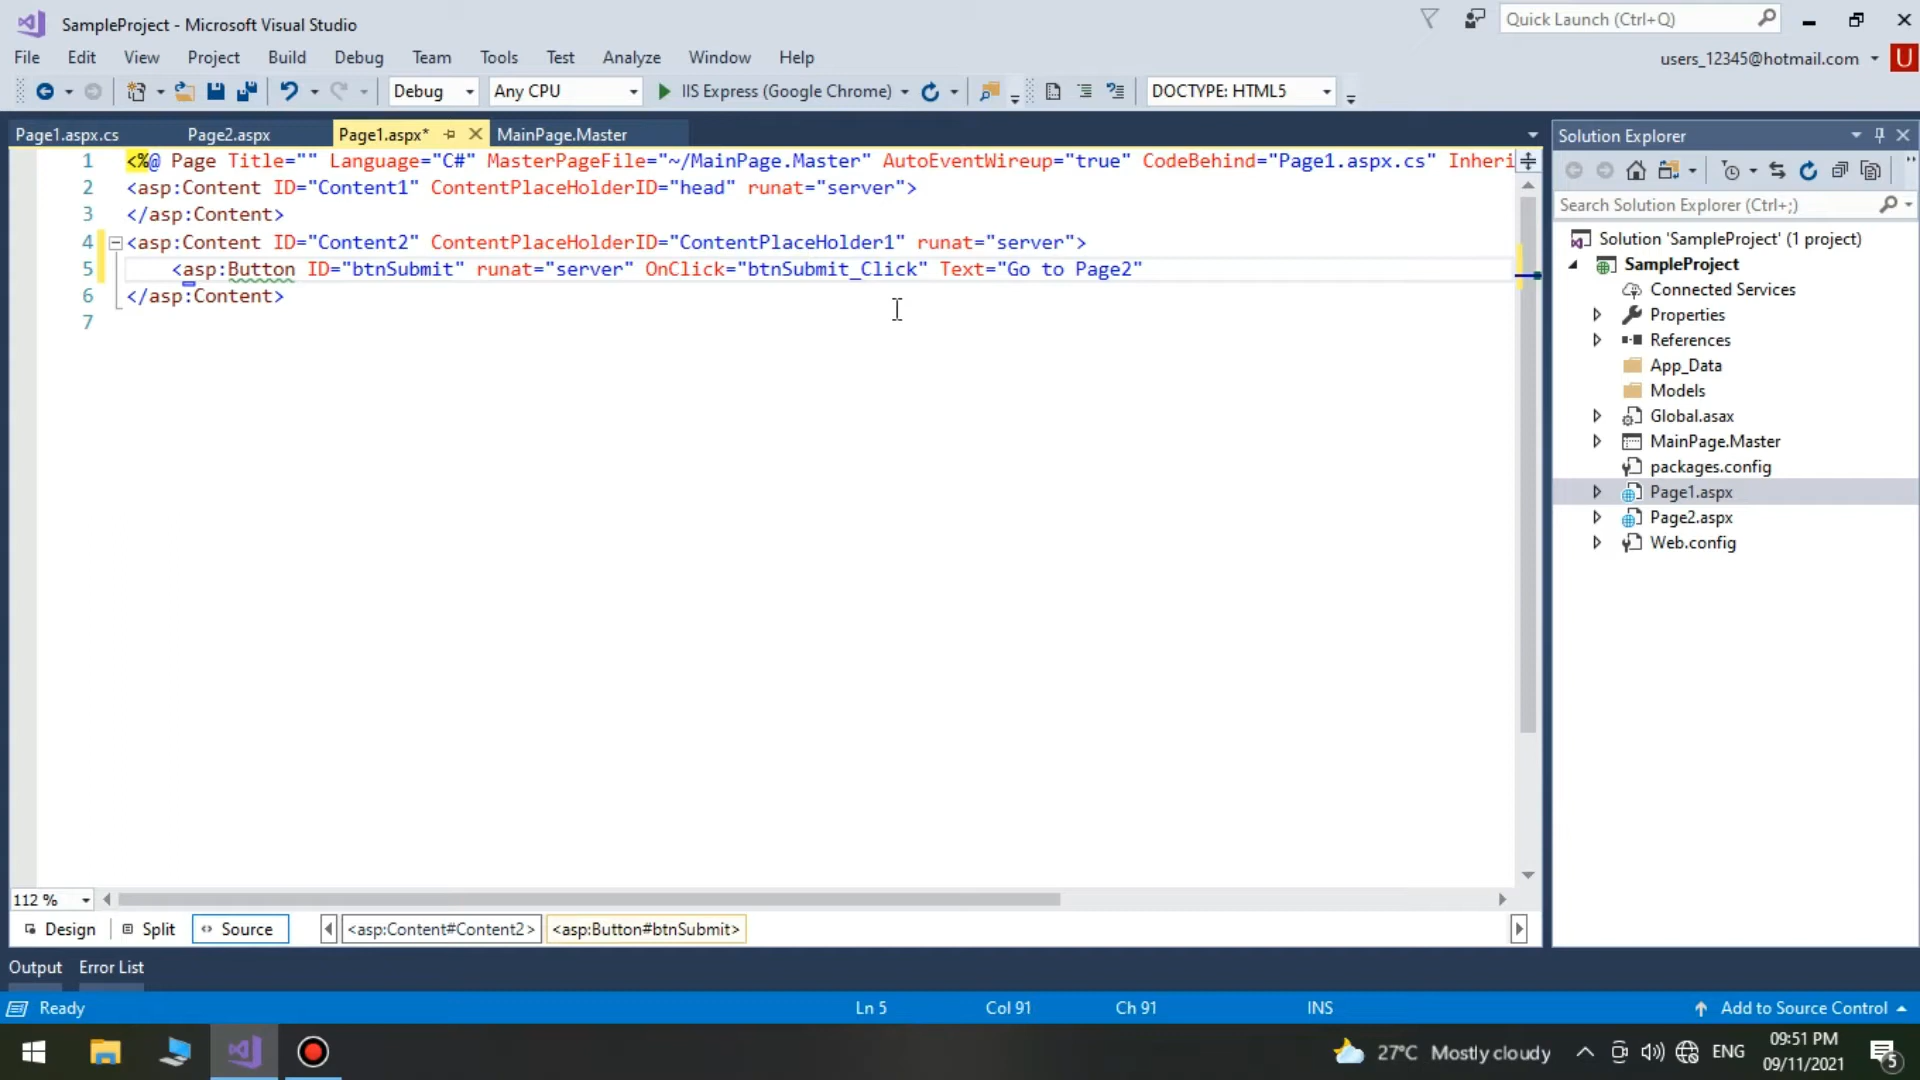 SampleProject - Microsoft Visual Studio
Quick Launch (Ctrl+Q)
File Edit View Project Build Debug Team Tools Test Analyze Window Help
users_12345@hotmail.com U
Debug Any CPU IIS Express (Google Chrome) DOCTYPE: HTML5
Page1.aspx.cs Page2.aspx Page1.aspx* MainPage.Master
1 <%@ Page Title="" Language="C#" MasterPageFile="~/MainPage.Master" AutoEventWireup="true" CodeBehind="Page1.aspx.cs" Inheri
2 <asp:Content ID="Content1" ContentPlaceHolderID="head" runat="server">
3 </asp:Content>
4 <asp:Content ID="Content2" ContentPlaceHolderID="ContentPlaceHolder1" runat="server">
5 <asp:Button ID="btnSubmit" runat="server" OnClick="btnSubmit_Click" Text="Go to Page2"
6 </asp:Content>
7
112 %
Design Split Source <asp:Content#Content2> <asp:Button#btnSubmit>
Solution Explorer
Search Solution Explorer (Ctrl+;)
Solution 'SampleProject' (1 project)
SampleProject
Connected Services
Properties
References
App_Data
Models
Global.asax
MainPage.Master
packages.config
Page1.aspx
Page2.aspx
Web.config
Output Error List
Ready Ln 5 Col 91 Ch 91 INS Add to Source Control
27°C Mostly cloudy ENG 09:51 PM
09/11/2021 5